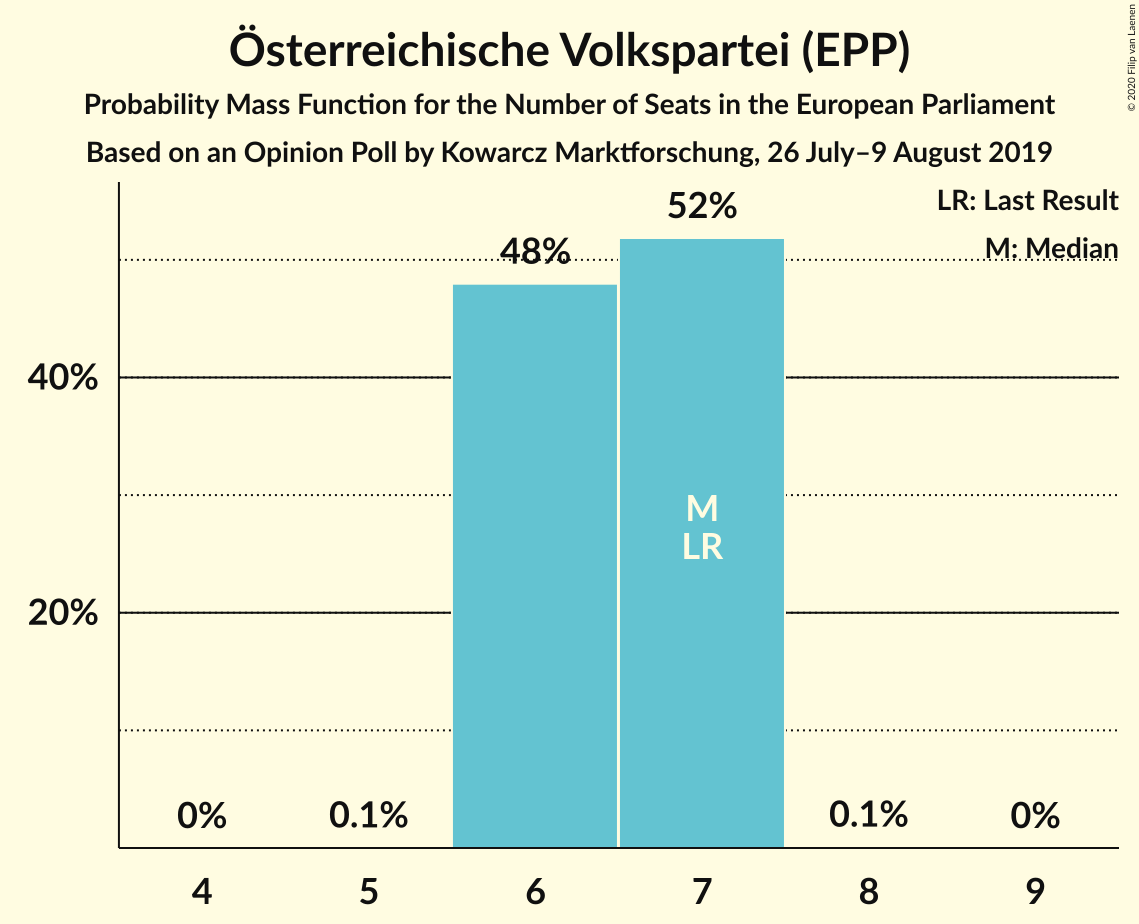 Österreichische Volkspartei (EPP)
Probability Mass Function for the Number of Seats in the European Parliament
Based on an Opinion Poll by Kowarcz Marktforschung, 26 July–9 August 2019
© 2020 Filip van Laenen
LR: Last Result
M: Median
52%
48%
40%
20%
M
LR
0%
0.1%
0.1%
0%
4 5 6 7 8 9